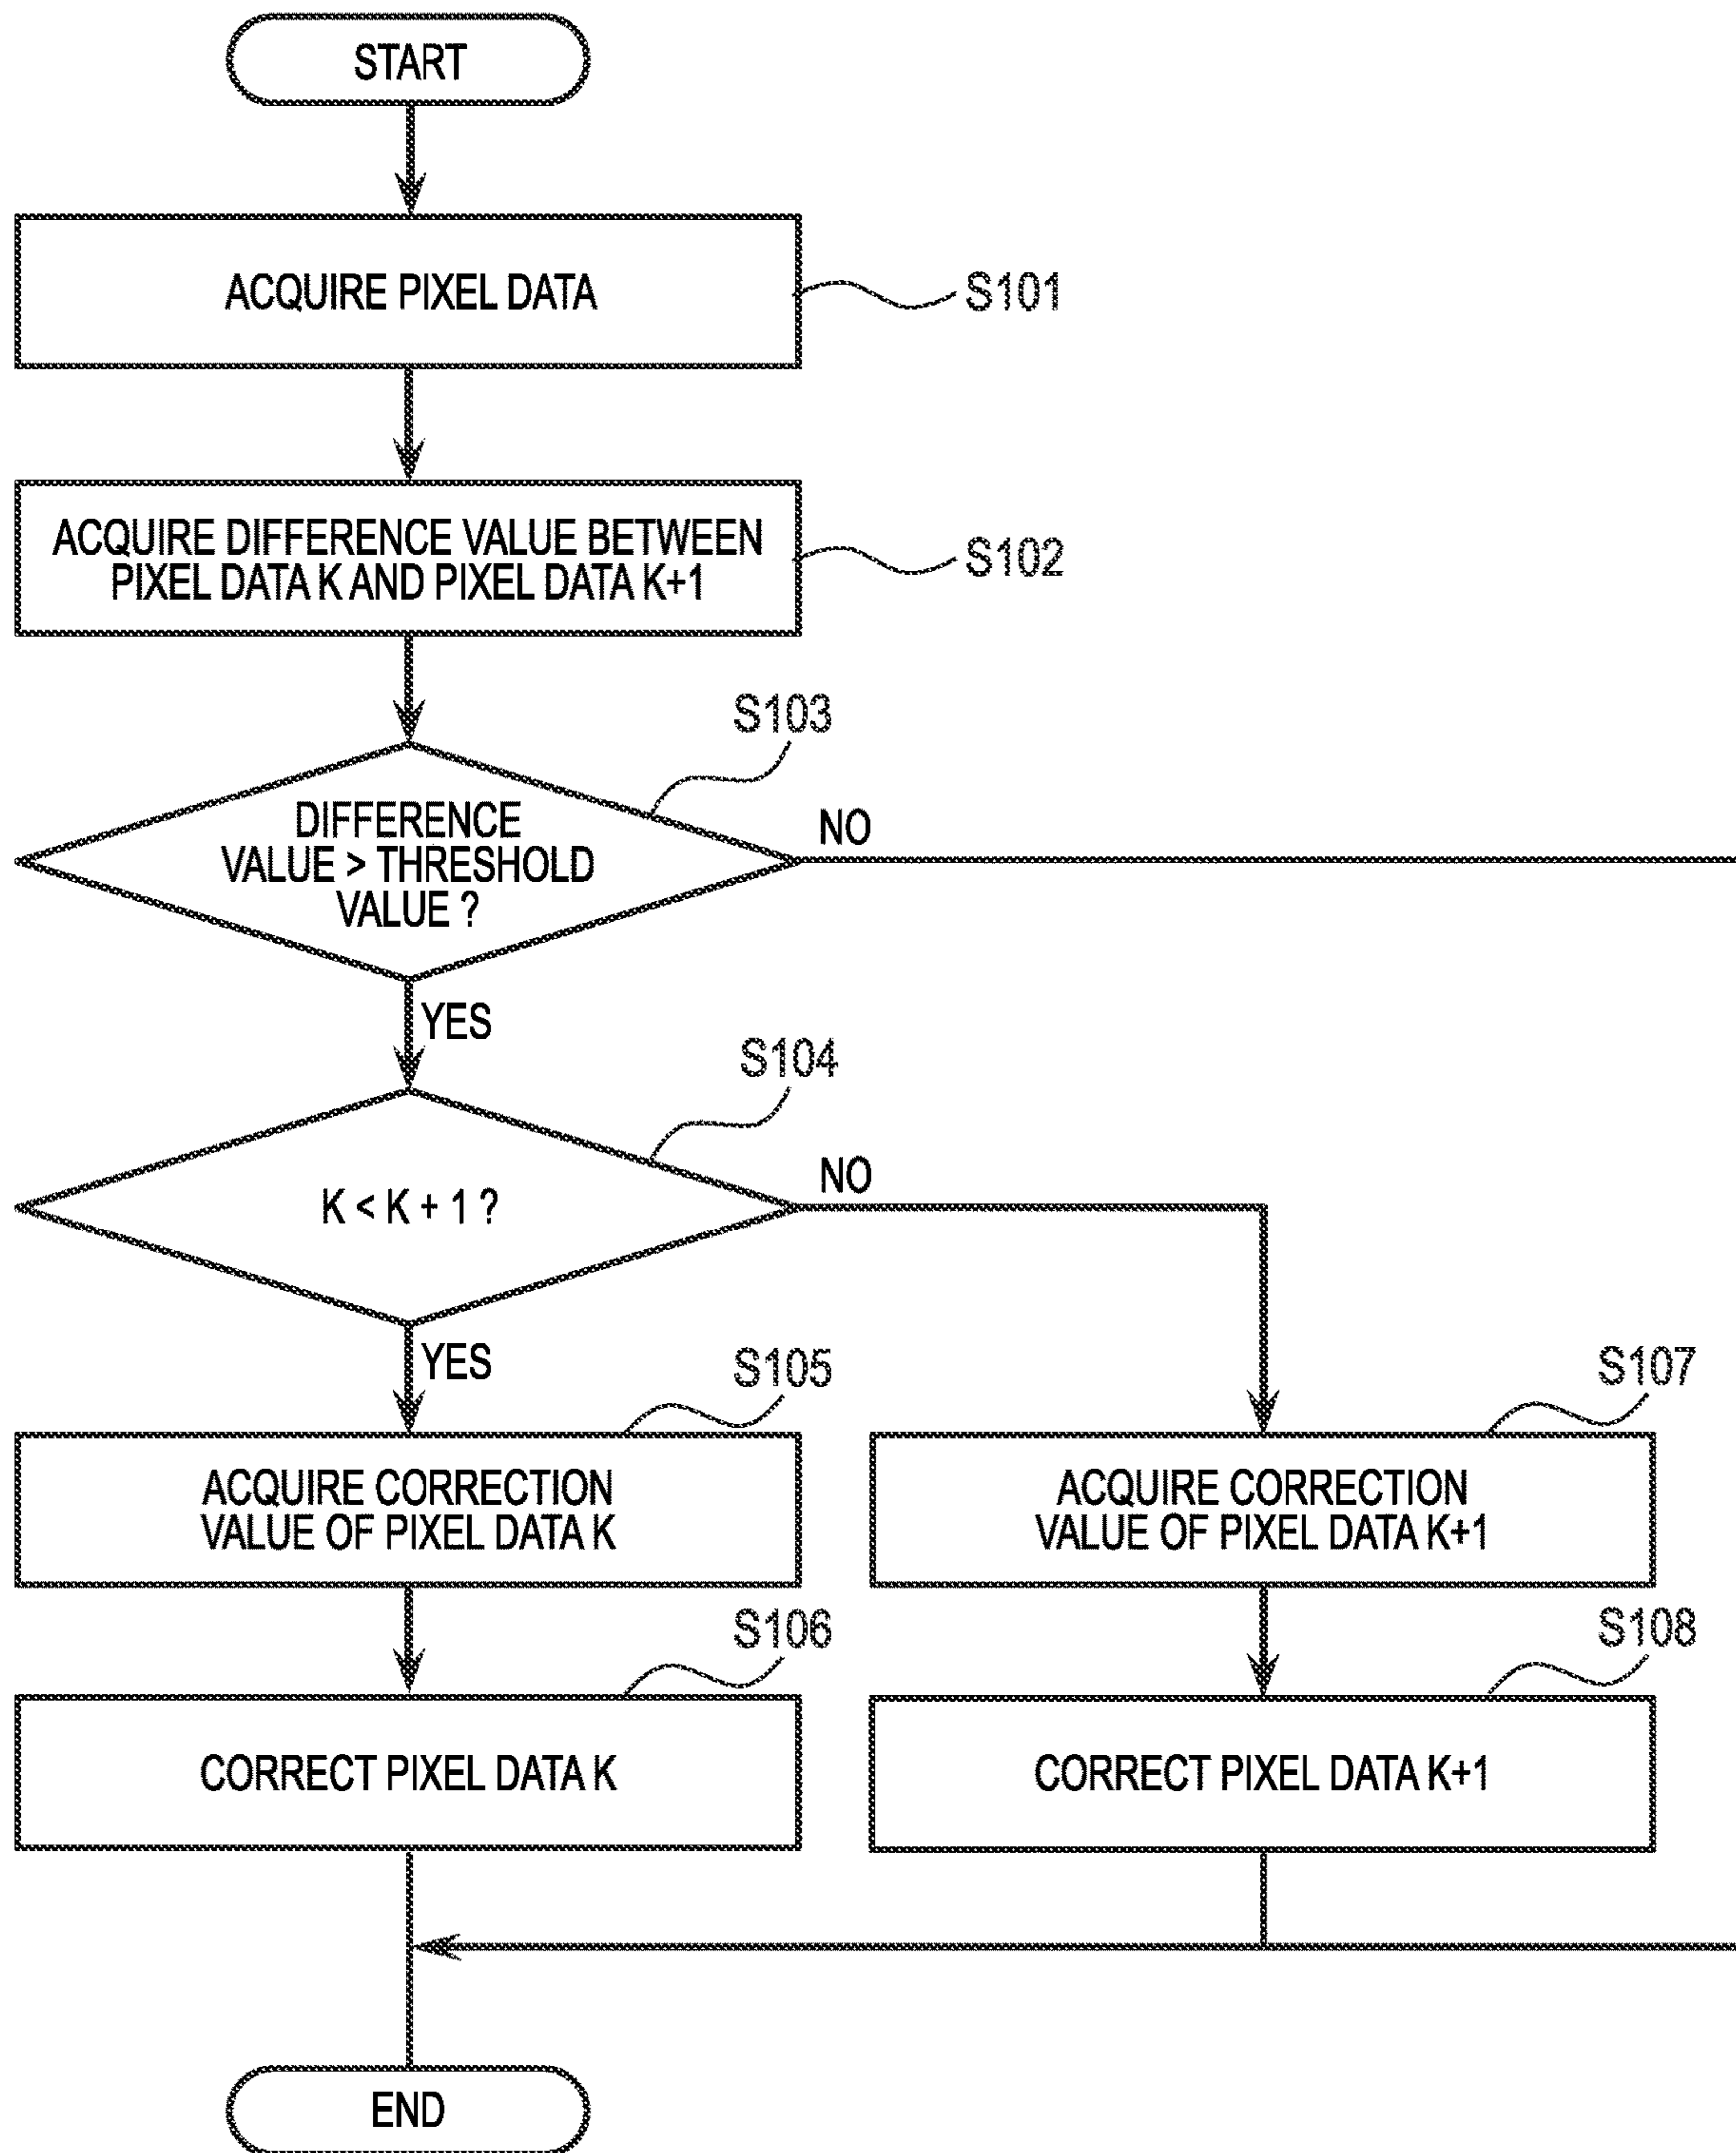 START
ACQUIRE PIXEL DATA
S101
ACQUIRE DIFFERENCE VALUE BETWEEN
PIXEL DATA K AND PIXEL DATA K+1
S102
S103
DIFFERENCE
VALUE > THRESHOLD
VALUE ?
NO
YES
S104
K < K + 1 ?
NO
YES
S105
ACQUIRE CORRECTION
VALUE OF PIXEL DATA K
S107
ACQUIRE CORRECTION
VALUE OF PIXEL DATA K+1
S106
CORRECT PIXEL DATA K
S108
CORRECT PIXEL DATA K+1
END